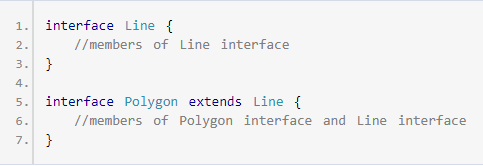 1. interface Line {
2.     //members of Line interface
3. }
4.
5. interface Polygon extends Line {
6.     //members of Polygon interface and Line interface
7. }